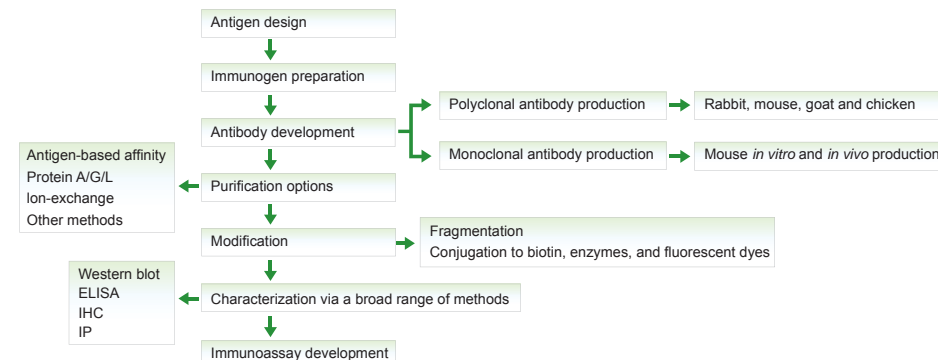 Antigen design
Immunogen preparation
Antibody development
Polyclonal antibody production
Rabbit, mouse, goat and chicken
Monoclonal antibody production
Mouse in vitro and in vivo production
Antigen-based affinity
Protein A/G/L
Ion-exchange
Other methods
Purification options
Modification
Fragmentation
Conjugation to biotin, enzymes, and fluorescent dyes
Western blot
ELISA
IHC
IP
Characterization via a broad range of methods
Immunoassay development